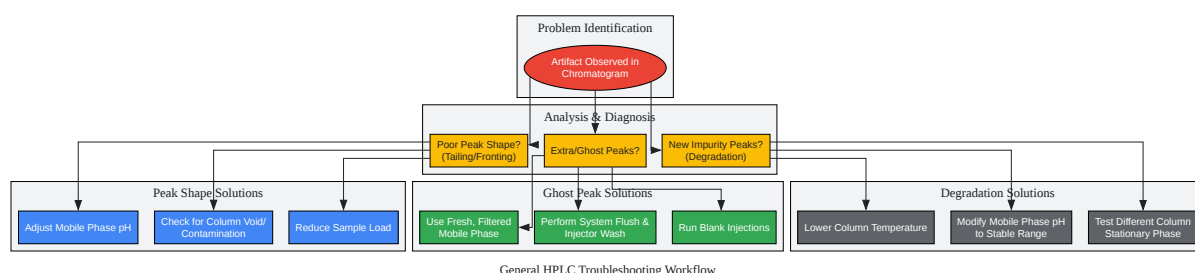 Problem Identification
Artifact Observed in
Chromatogram
Analysis & Diagnosis
Poor Peak Shape?
(Tailing/Fronting)
Extra/Ghost Peaks?
New Impurity Peaks?
(Degradation)
Peak Shape Solutions
Adjust Mobile Phase pH
Check for Column Void/
Contamination
Reduce Sample Load
Ghost Peak Solutions
Use Fresh, Filtered
Mobile Phase
Perform System Flush &
Injector Wash
Run Blank Injections
Degradation Solutions
Lower Column Temperature
Modify Mobile Phase pH
to Stable Range
Test Different Column
Stationary Phase
General HPLC Troubleshooting Workflow